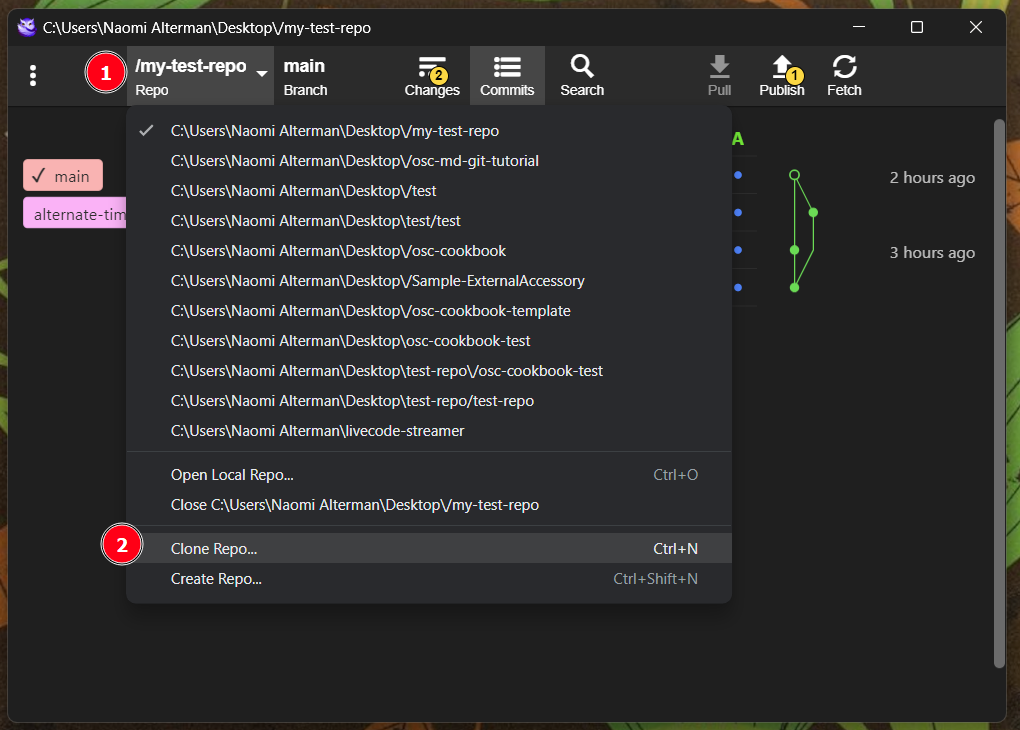 C:\Users\Naomi Alterman\Desktop\/my-test-repo
1
/my-test-repo
Repo
main
Branch
2
Changes
Commits
Search
Pull
1
Publish
Fetch
C:\Users\Naomi Alterman\Desktop\/my-test-repo
C:\Users\Naomi Alterman\Desktop\/osc-md-git-tutorial
C:\Users\Naomi Alterman\Desktop\/test
C:\Users\Naomi Alterman\Desktop\test/test
C:\Users\Naomi Alterman\Desktop\/osc-cookbook
C:\Users\Naomi Alterman\Desktop\/Sample-ExternalAccessory
C:\Users\Naomi Alterman\Desktop\/osc-cookbook-template
C:\Users\Naomi Alterman\Desktop\osc-cookbook-test
C:\Users\Naomi Alterman\Desktop\test-repo\/osc-cookbook-test
C:\Users\Naomi Alterman\Desktop\test-repo/test-repo
C:\Users\Naomi Alterman\livecode-streamer
Open Local Repo... Ctrl+O
Close C:\Users\Naomi Alterman\Desktop\/my-test-repo
2
Clone Repo... Ctrl+N
Create Repo... Ctrl+Shift+N
✓ main
alternate-tim
A
2 hours ago
3 hours ago